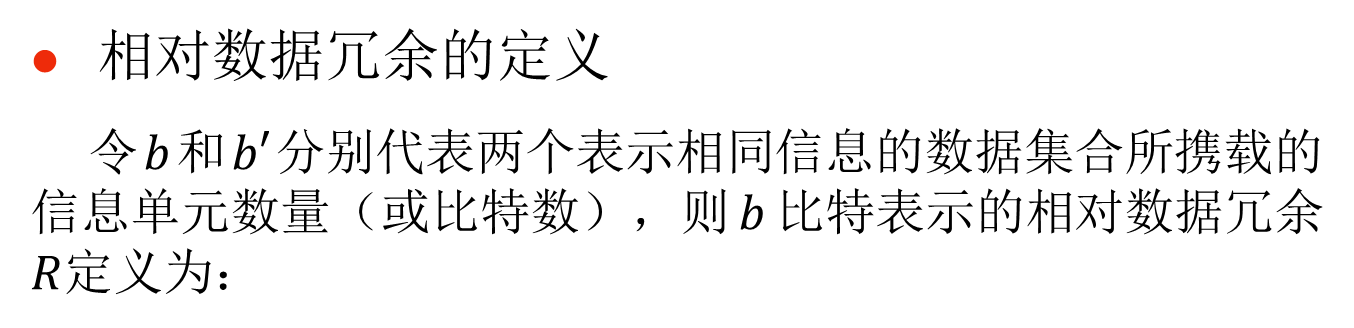 ● 相对数据冗余的定义
令b和b′分别代表两个表示相同信息的数据集合所携载的
信息单元数量（或比特数），则 b 比特表示的相对数据冗余
R定义为：